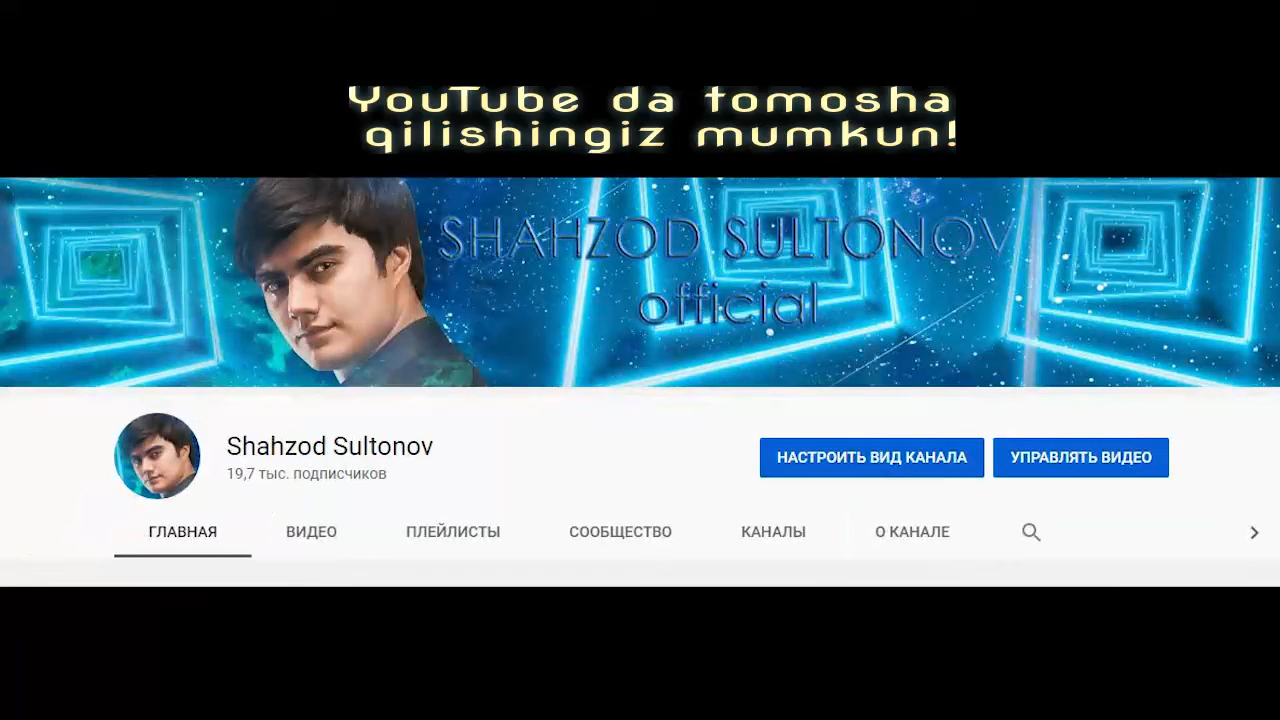 YouTube da tomosha
qilishingiz mumkun!
SHAHZOD SULTONOV
official
Shahzod Sultonov
19,7 тыс. подписчиков
НАСТРОИТЬ ВИД КАНАЛА
УПРАВЛЯТЬ ВИДЕО
ГЛАВНАЯ ВИДЕО ПЛЕЙЛИСТЫ СООБЩЕСТВО КАНАЛЫ О КАНАЛЕ